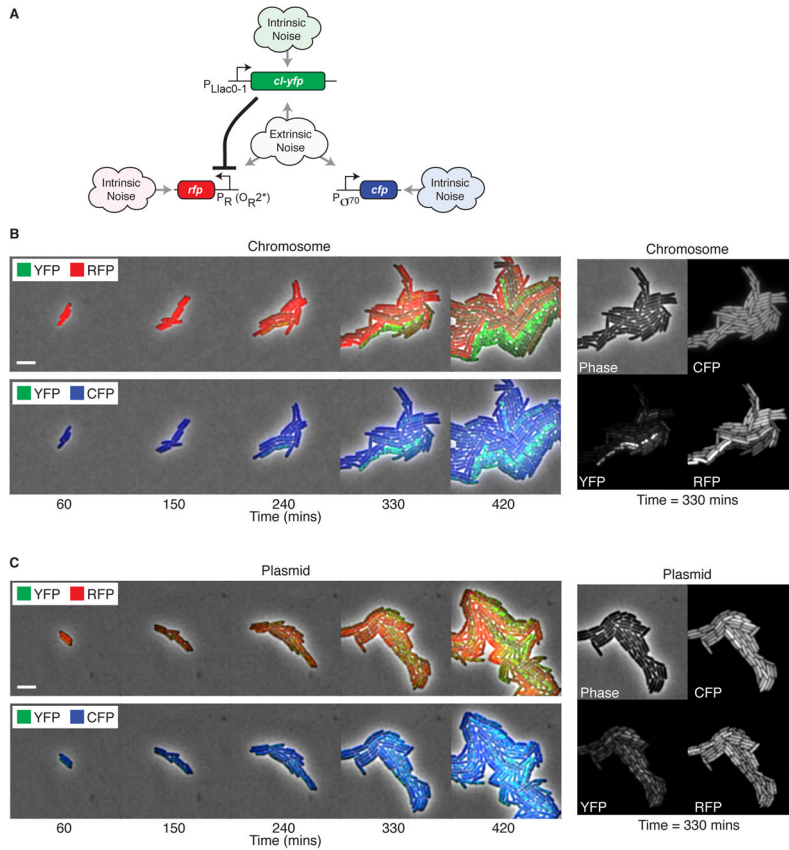 A
Intrinsic
Noise
PLlac0-1
cI-yfp
Extrinsic
Noise
Intrinsic
Noise
rfp
PR (OR2*)
Pσ70
cfp
Intrinsic
Noise
B
Chromosome
YFP RFP
YFP CFP
60 150 240 330 420
Time (mins)
Chromosome
Phase CFP
YFP RFP
Time = 330 mins
C
Plasmid
YFP RFP
YFP CFP
60 150 240 330 420
Time (mins)
Plasmid
Phase CFP
YFP RFP
Time = 330 mins